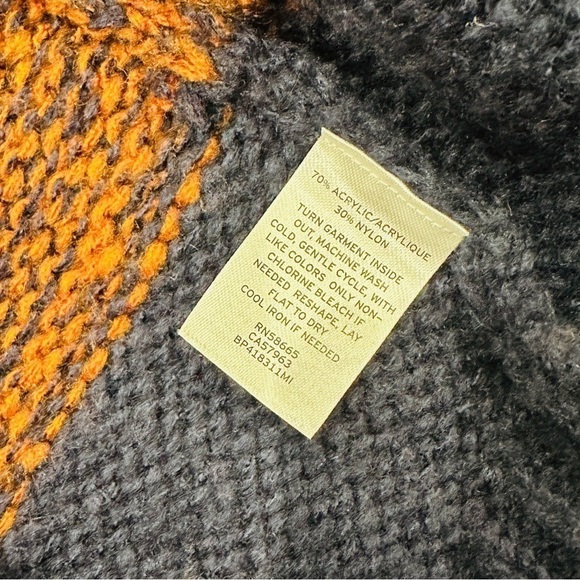 70% ACRYLIC/ACRYLIQUE
30% NYLON
TURN GARMENT INSIDE
OUT, MACHINE WASH
COLD, GENTLE CYCLE, WITH
LIKE COLORS. ONLY NON-
CHLORINE BLEACH IF
NEEDED. RESHAPE, LAY
FLAT TO DRY.
COOL IRON IF NEEDED
RN58665
CA57963
BP418311MI